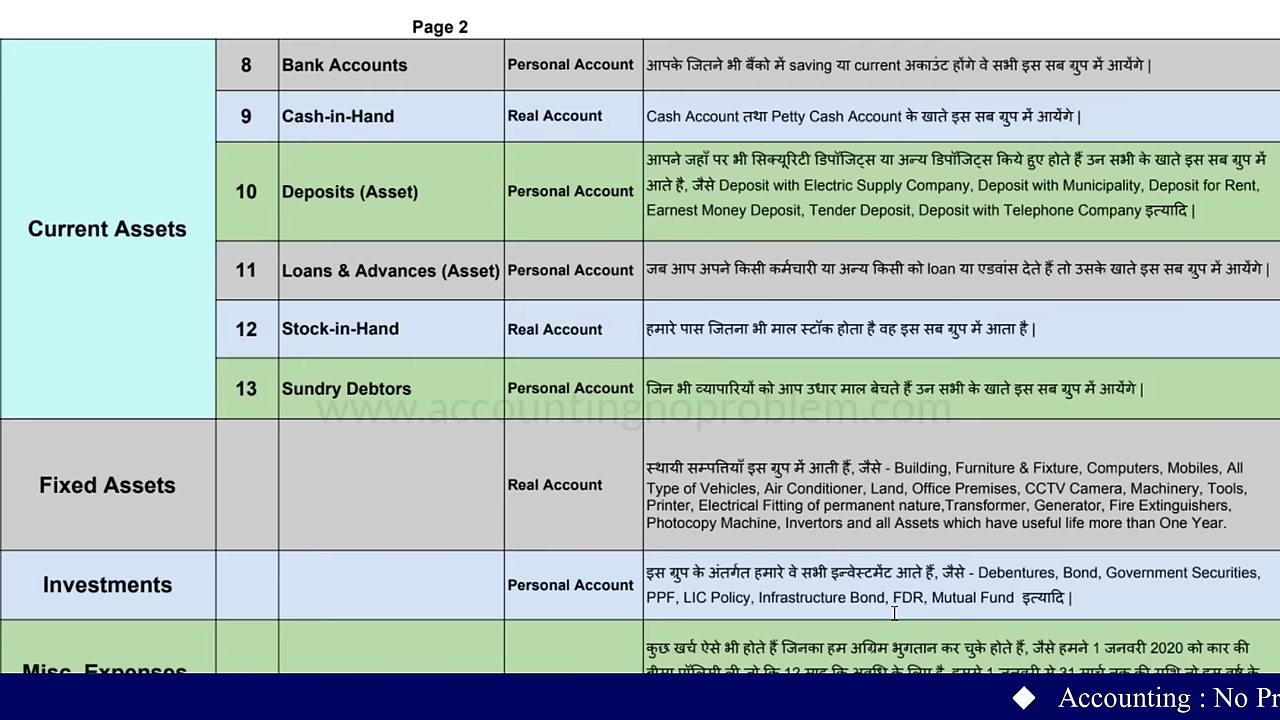 Page 2
Current Assets
8 Bank Accounts Personal Account आपके जितने भी बैंको में saving या current अकाउंट होंगे वे सभी इस सब ग्रुप में आयेंगे |
9 Cash-in-Hand Real Account Cash Account तथा Petty Cash Account के खाते इस सब ग्रुप में आयेंगे |
10 Deposits (Asset) Personal Account आपने जहाँ पर भी सिक्यूरिटी डिपॉजिट्स या अन्य डिपॉजिट्स किये हुए होते हैं उन सभी के खाते इस सब ग्रुप में
आते है, जैसे Deposit with Electric Supply Company, Deposit with Municipality, Deposit for Rent,
Earnest Money Deposit, Tender Deposit, Deposit with Telephone Company इत्यादि |
11 Loans & Advances (Asset) Personal Account जब आप अपने किसी कर्मचारी या अन्य किसी को loan या एडवांस देते हैं तो उसके खाते इस सब ग्रुप में आयेंगे |
12 Stock-in-Hand Real Account हमारे पास जितना भी माल स्टॉक होता है वह इस सब ग्रुप में आता है |
13 Sundry Debtors Personal Account जिन भी व्यापारियों को आप उधार माल बेचते हैं उन सभी के खाते इस सब ग्रुप में आयेंगे |
www.accountingnoproblem.com
Fixed Assets Real Account स्थायी सम्पत्तियाँ इस ग्रुप में आती हैं, जैसे - Building, Furniture & Fixture, Computers, Mobiles, All
Type of Vehicles, Air Conditioner, Land, Office Premises, CCTV Camera, Machinery, Tools,
Printer, Electrical Fitting of permanent nature,Transformer, Generator, Fire Extinguishers,
Photocopy Machine, Invertors and all Assets which have useful life more than One Year.
Investments Personal Account इस ग्रुप के अंतर्गत हमारे वे सभी इन्वेस्टमेंट आते हैं, जैसे - Debentures, Bond, Government Securities,
PPF, LIC Policy, Infrastructure Bond, FDR, Mutual Fund इत्यादि |
Misc. Expenses कुछ खर्च ऐसे भी होते हैं जिनका हम अग्रिम भुगतान कर चुके होते हैं, जैसे हमने 1 जनवरी 2020 को कार की
◆ Accounting : No Pr